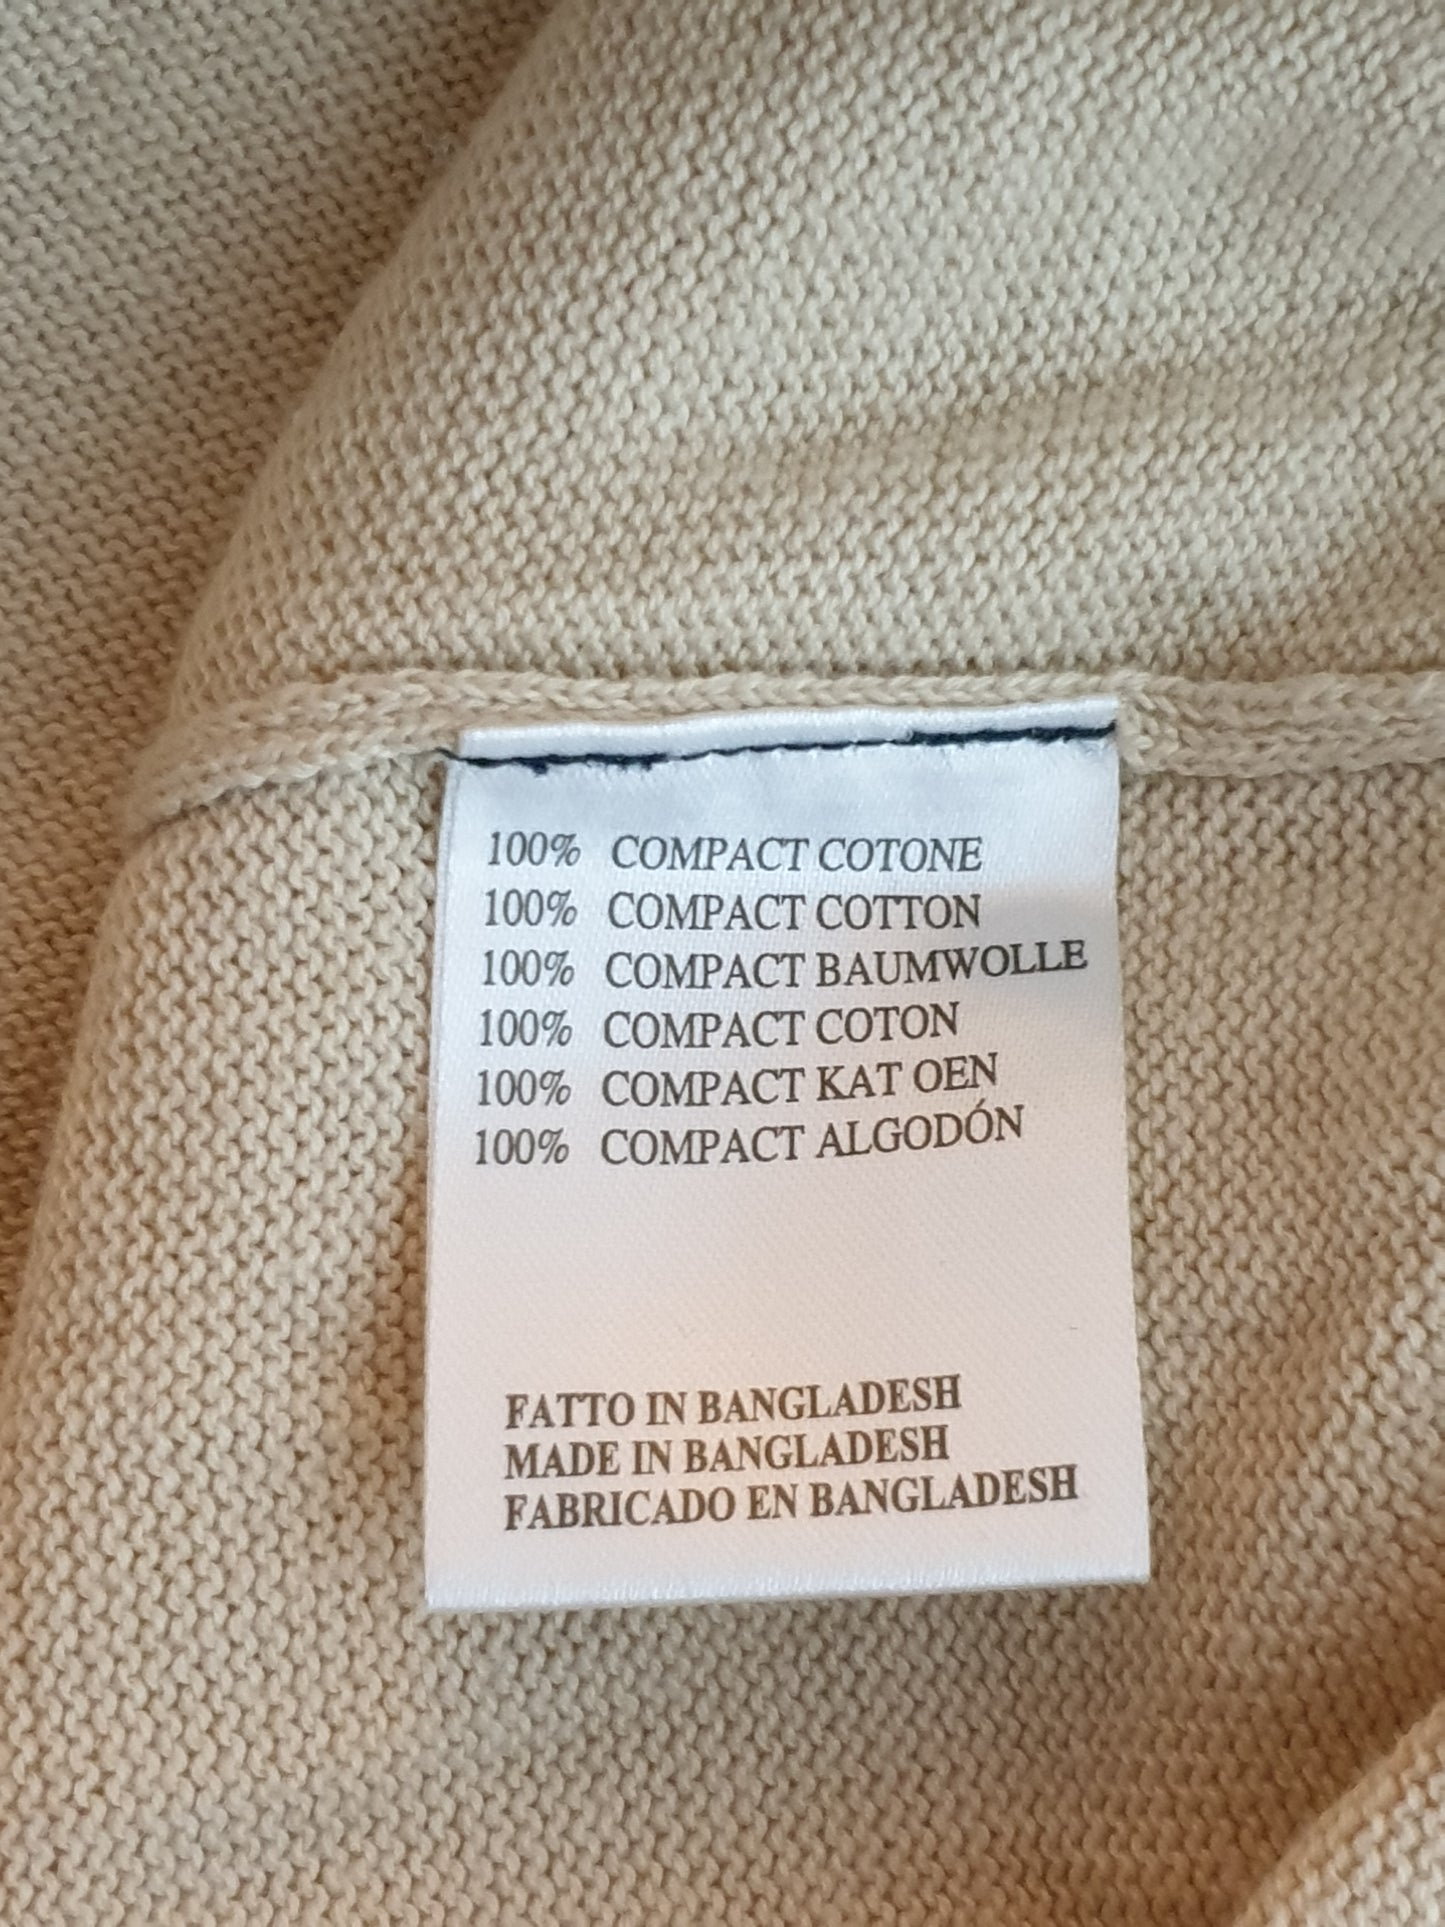 100% COMPACT COTONE
100% COMPACT COTTON
100% COMPACT BAUMWOLLE
100% COMPACT COTON
100% COMPACT KAT OEN
100% COMPACT ALGODÓN
FATTO IN BANGLADESH
MADE IN BANGLADESH
FABRICADO EN BANGLADESH